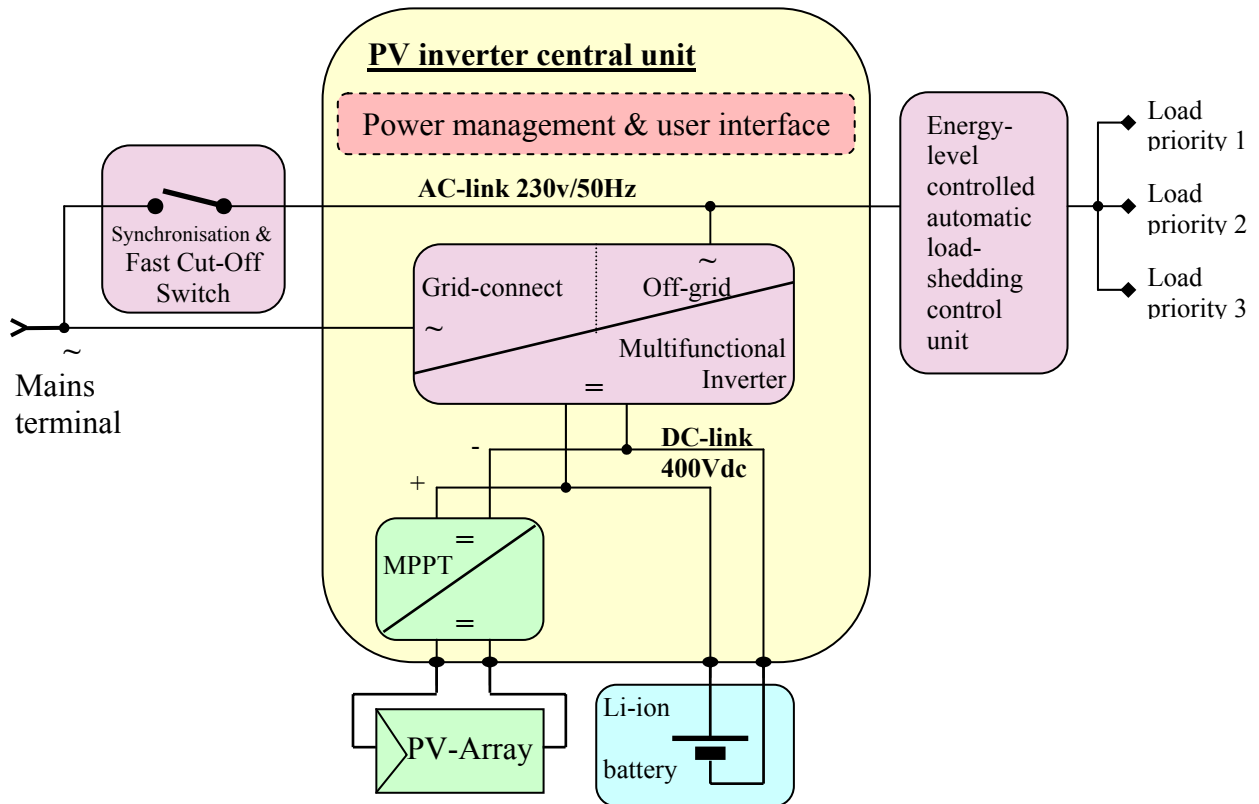 PV inverter central unit
Power management & user interface
AC-link 230v/50Hz
Synchronisation &
Fast Cut-Off
Switch
~
Mains
terminal
Grid-connect
~
Off-grid
~
Multifunctional
Inverter
=
DC-link
400Vdc
-
+
=
MPPT
=
PV-Array
Li-ion
battery
Energy-
level
controlled
automatic
load-
shedding
control
unit
Load
priority 1
Load
priority 2
Load
priority 3